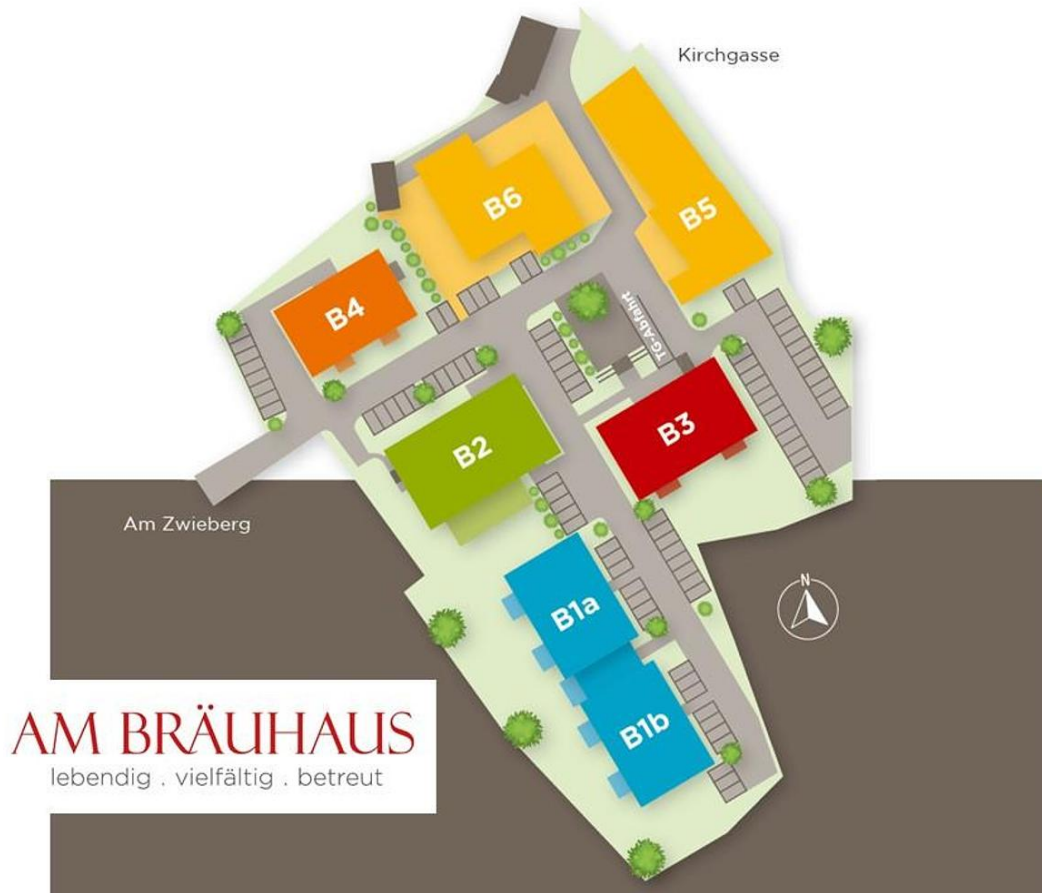 Kirchgasse
B6
B5
B4
TG-Abfahrt
B3
B2
Am Zwieberg
N
B1a
B1b
AM BRÄUHAUS
lebendig . vielfältig . betreut